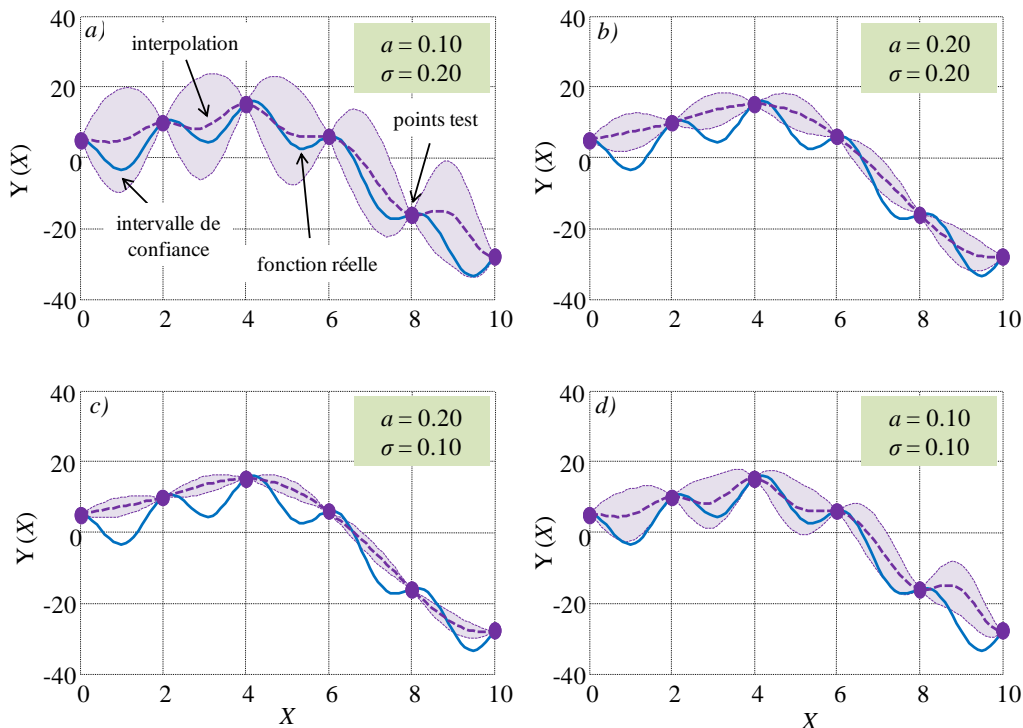 a)
a = 0.10
σ = 0.20
interpolation
points test
intervalle de
confiance
fonction réelle
Y (X)
40
20
0
-20
-40
0 2 4 6 8 10
b)
a = 0.20
σ = 0.20
Y (X)
40
20
0
-20
-40
0 2 4 6 8 10
c)
a = 0.20
σ = 0.10
Y (X)
40
20
0
-20
-40
0 2 4 6 8 10
X
d)
a = 0.10
σ = 0.10
Y (X)
40
20
0
-20
-40
0 2 4 6 8 10
X